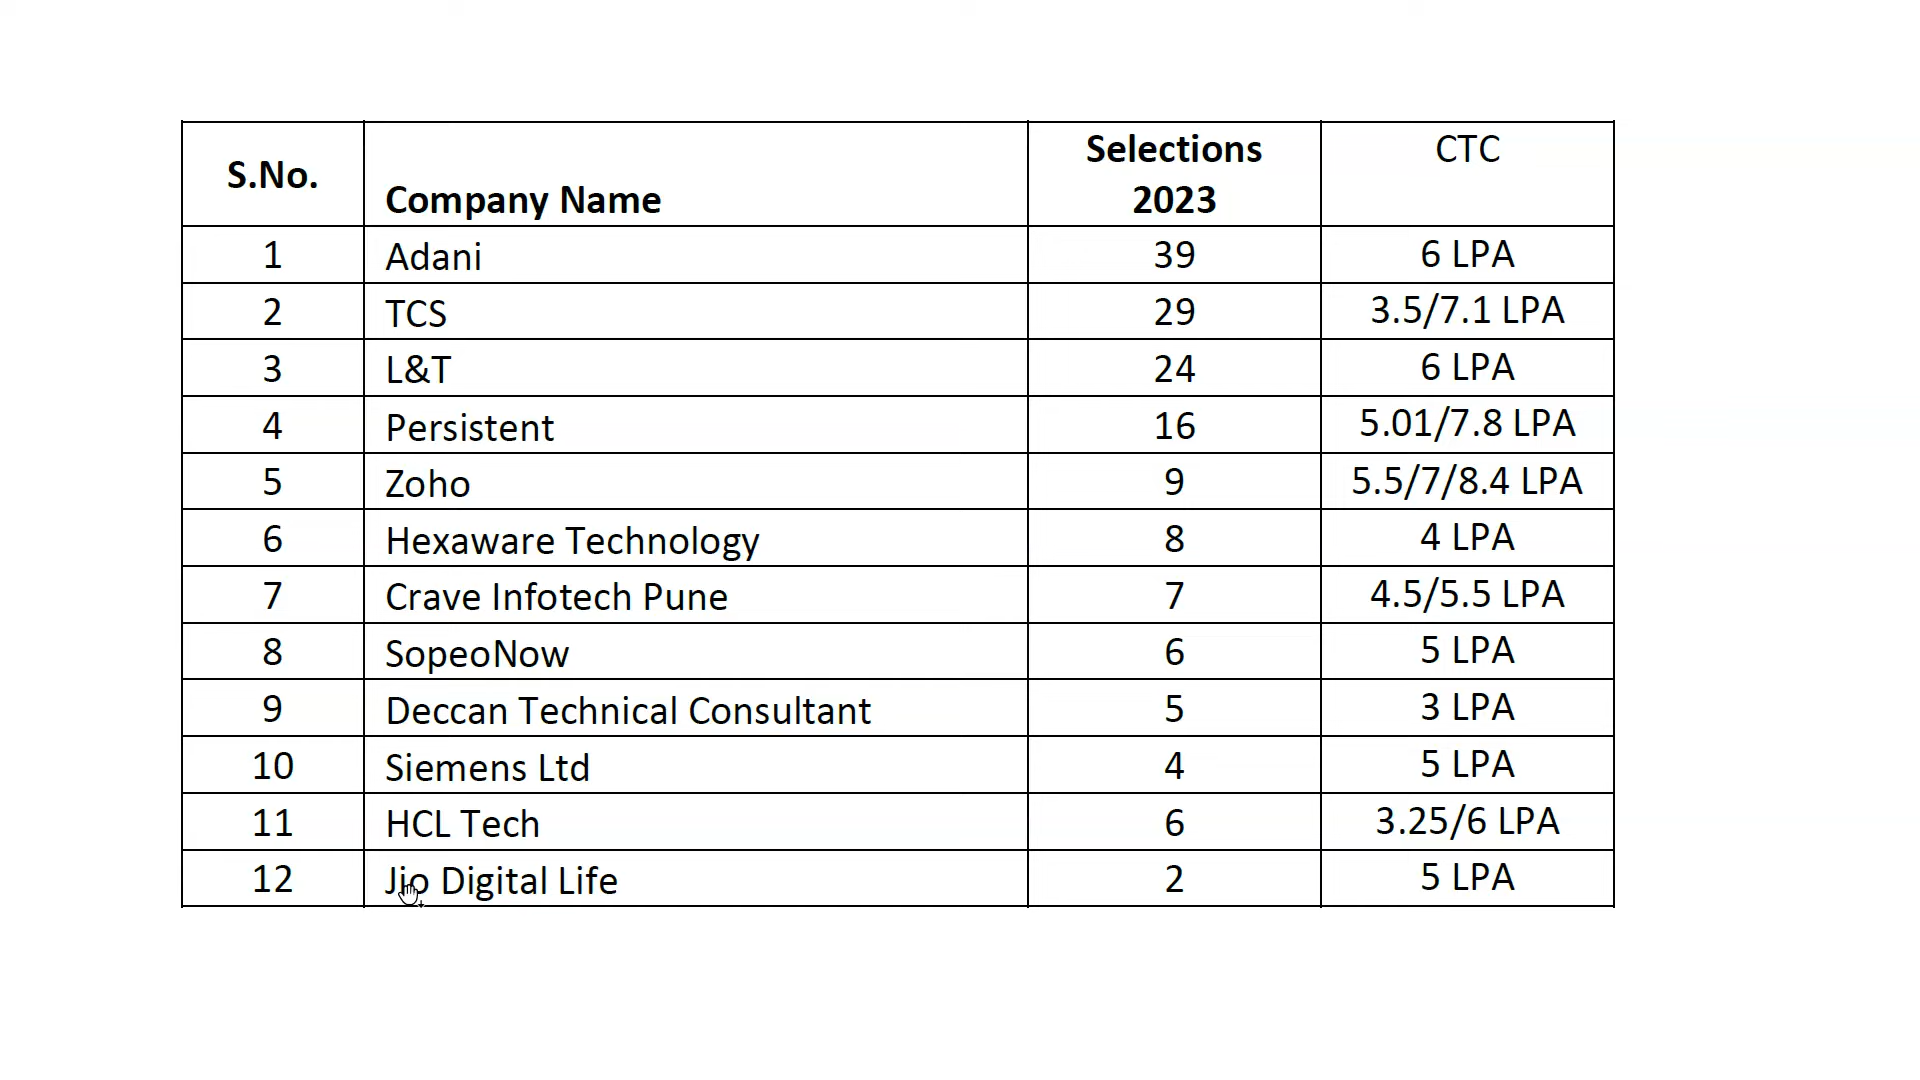 S.No. Company Name Selections 2023 CTC
1 Adani 39 6 LPA
2 TCS 29 3.5/7.1 LPA
3 L&T 24 6 LPA
4 Persistent 16 5.01/7.8 LPA
5 Zoho 9 5.5/7/8.4 LPA
6 Hexaware Technology 8 4 LPA
7 Crave Infotech Pune 7 4.5/5.5 LPA
8 SopeoNow 6 5 LPA
9 Deccan Technical Consultant 5 3 LPA
10 Siemens Ltd 4 5 LPA
11 HCL Tech 6 3.25/6 LPA
12 Jio Digital Life 2 5 LPA